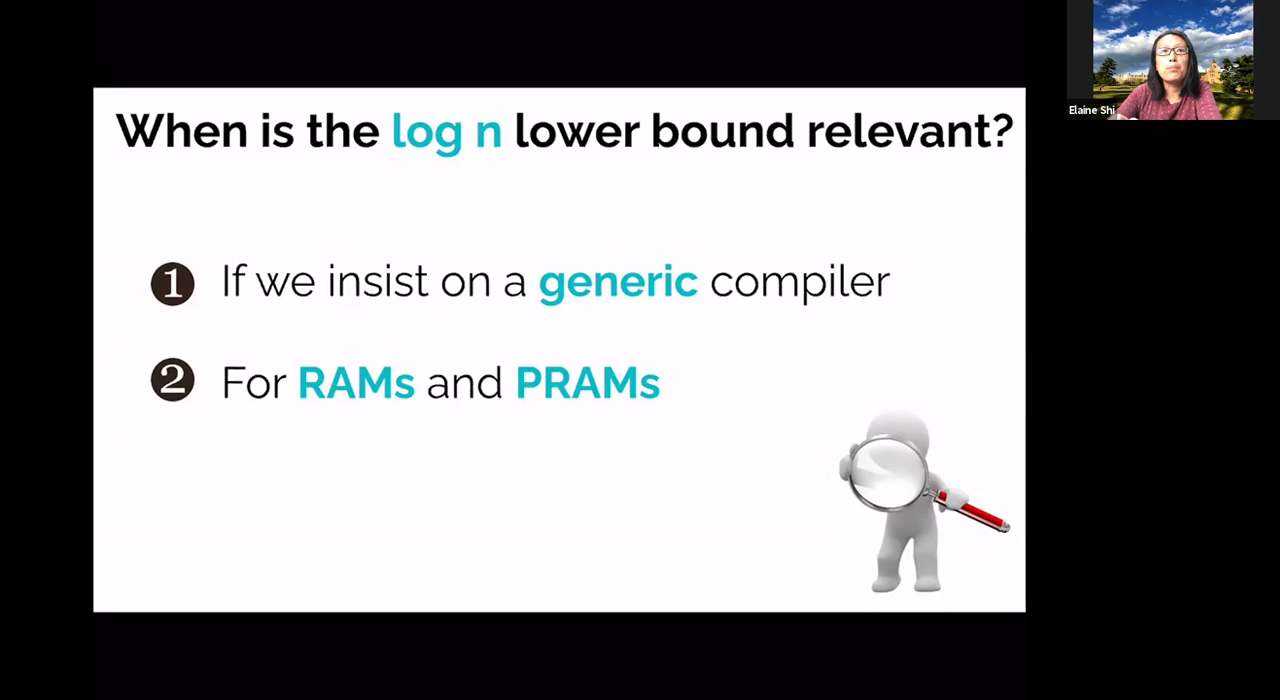 When is the log n lower bound relevant?
1 If we insist on a generic compiler
2 For RAMs and PRAMs
Elaine Shi